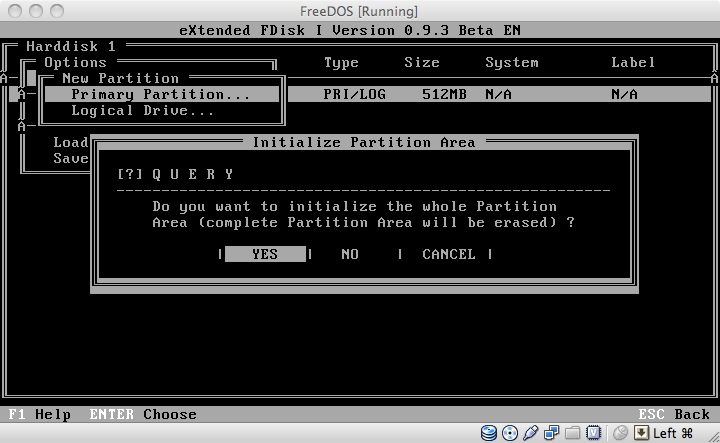 FreeDOS [Running]
eXtended FDisk I Version 0.9.3 Beta EN
Harddisk 1
Options Type Size System Label
New Partition
Primary Partition... PRI/LOG 512MB N/A N/A
Logical Drive...
Load
Save
Initialize Partition Area
[?] Q U E R Y
Do you want to initialize the whole Partition
Area (complete Partition Area will be erased) ?
| YES | NO | CANCEL |
F1 Help ENTER Choose ESC Back
Left ⌘